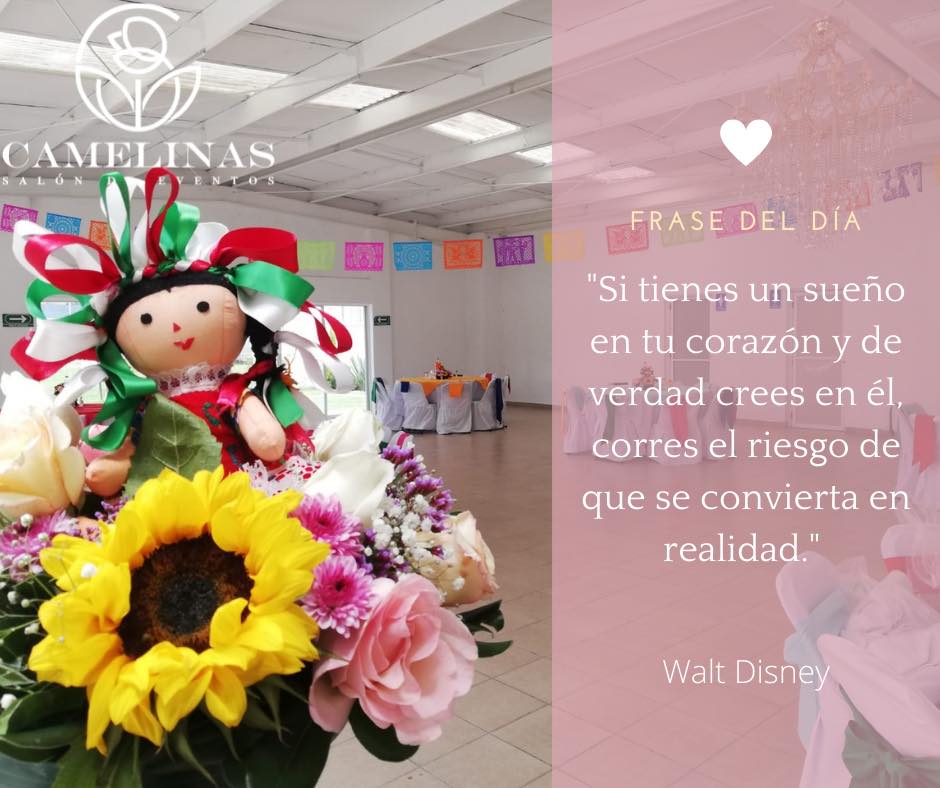 CAMELINAS
SALÓN DE EVENTOS
FRASE DEL DÍA
"Si tienes un sueño
en tu corazón y de
verdad crees en él,
corres el riesgo de
que se convierta en
realidad."
Walt Disney